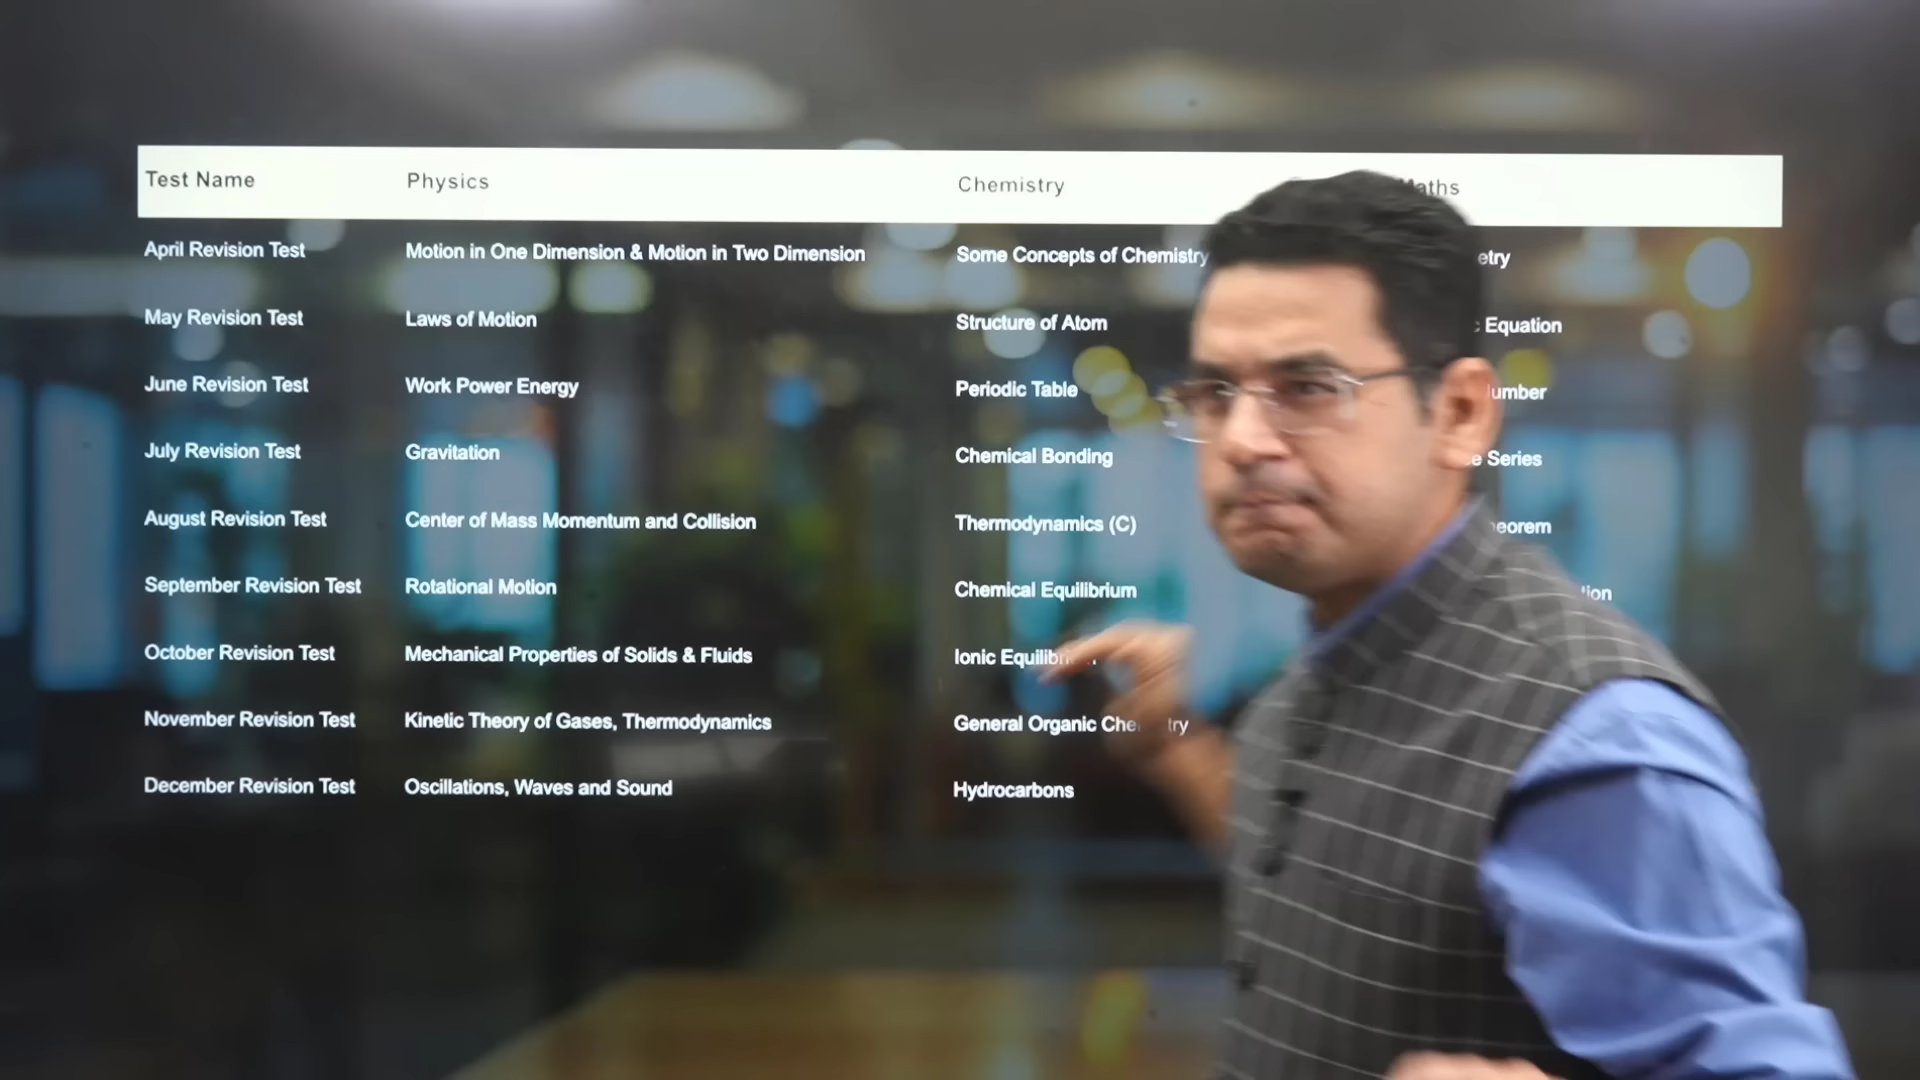 Test Name Physics Chemistry
April Revision Test Motion in One Dimension & Motion in Two Dimension Some Concepts of Chemistry
May Revision Test Laws of Motion Structure of Atom Equation
June Revision Test Work Power Energy Periodic Table
July Revision Test Gravitation Chemical Bonding Series
August Revision Test Center of Mass Momentum and Collision Thermodynamics (C)
September Revision Test Rotational Motion Chemical Equilibrium
October Revision Test Mechanical Properties of Solids & Fluids Ionic
November Revision Test Kinetic Theory of Gases, Thermodynamics General Organic
December Revision Test Oscillations, Waves and Sound Hydrocarbons